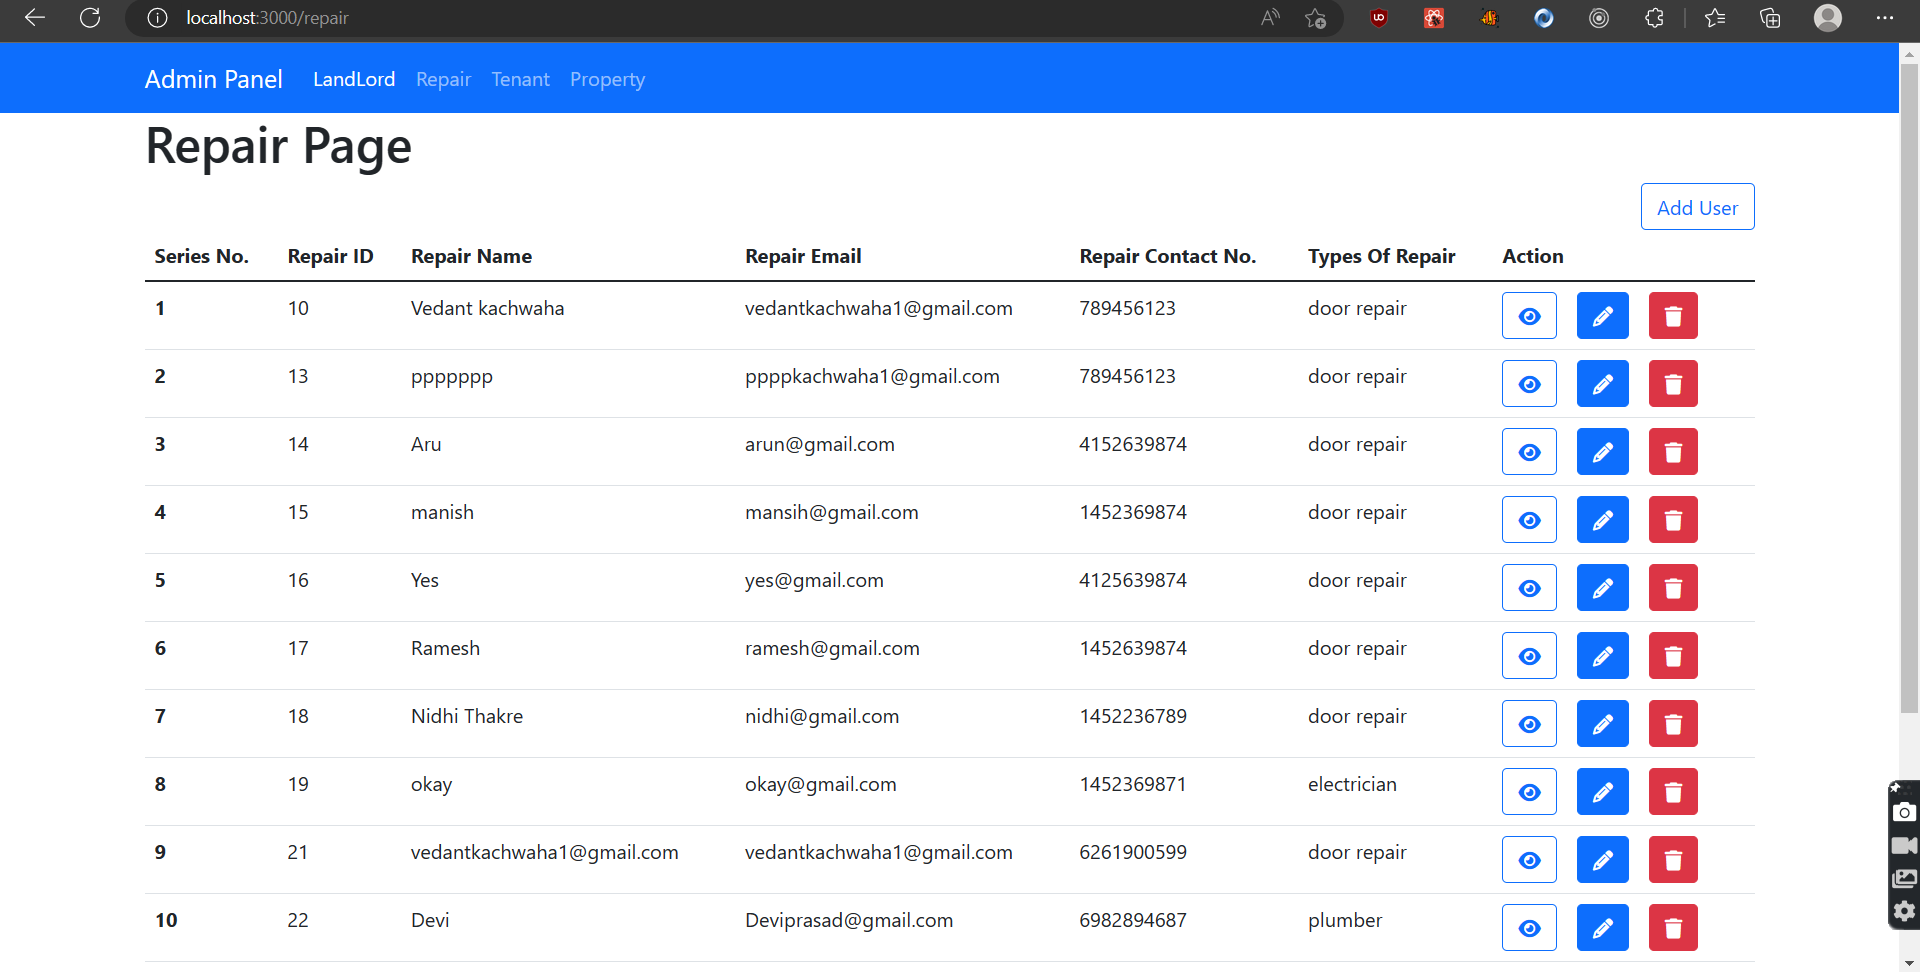 localhost:3000/repair
Admin Panel LandLord Repair Tenant Property
Repair Page
Add User
Series No. Repair ID Repair Name Repair Email Repair Contact No. Types Of Repair Action
1 10 Vedant kachwaha vedantkachwaha1@gmail.com 789456123 door repair
2 13 ppppppp ppppkachwaha1@gmail.com 789456123 door repair
3 14 Aru arun@gmail.com 4152639874 door repair
4 15 manish mansih@gmail.com 1452369874 door repair
5 16 Yes yes@gmail.com 4125639874 door repair
6 17 Ramesh ramesh@gmail.com 1452639874 door repair
7 18 Nidhi Thakre nidhi@gmail.com 1452236789 door repair
8 19 okay okay@gmail.com 1452369871 electrician
9 21 vedantkachwaha1@gmail.com vedantkachwaha1@gmail.com 6261900599 door repair
10 22 Devi Deviprasad@gmail.com 6982894687 plumber